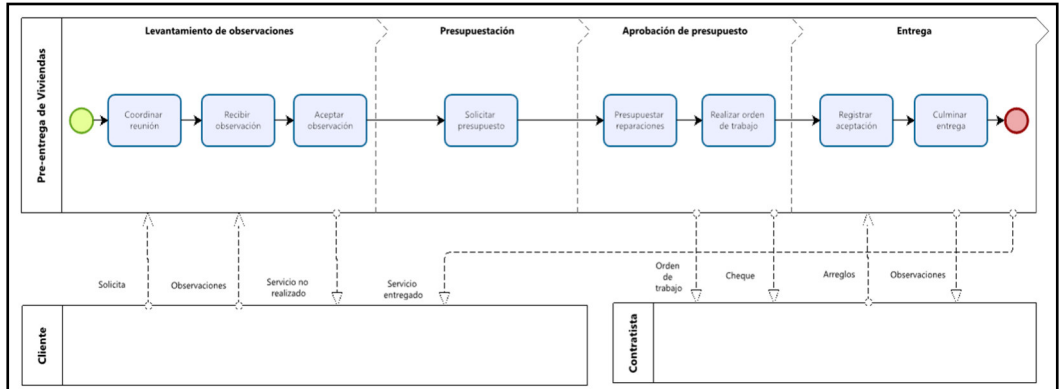 Levantamiento de observaciones
Presupuestación
Aprobación de presupuesto
Entrega
Pre-entrega de Viviendas
Coordinar
reunión
Recibir
observación
Aceptar
observación
Solicitar
presupuesto
Presupuestar
reparaciones
Realizar orden
de trabajo
Registrar
aceptación
Culminar
entrega
Solicita
Observaciones
Servicio no
realizado
Servicio
entregado
Orden
de
trabajo
Cheque
Arreglos
Observaciones
Cliente
Contratista